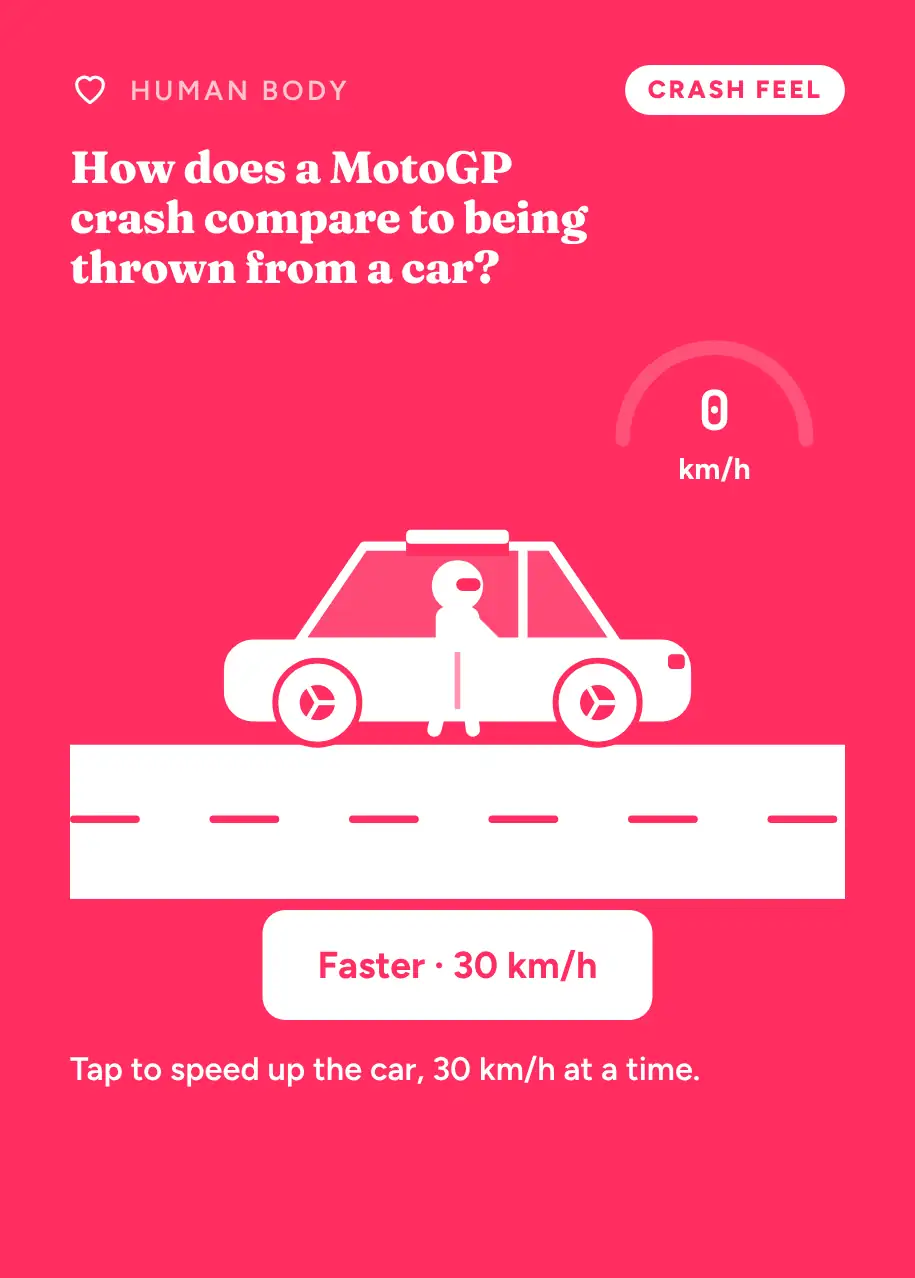 HUMAN BODY
CRASH FEEL
How does a MotoGP
crash compare to being
thrown from a car?
0
km/h
Faster · 30 km/h
Tap to speed up the car, 30 km/h at a time.